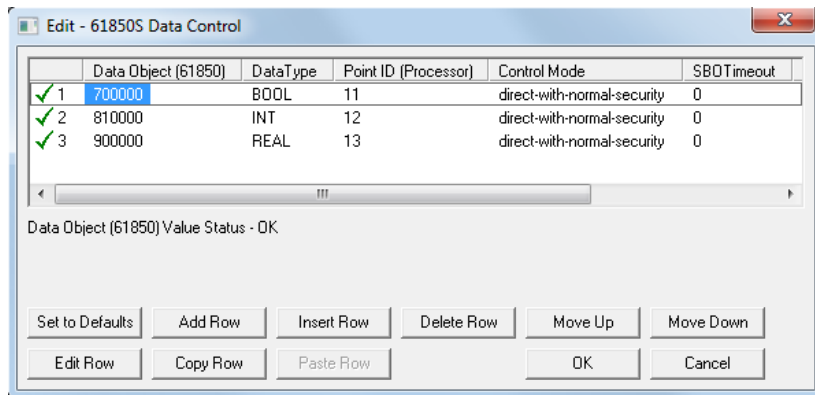 Edit - 61850S Data Control
Data Object (61850) DataType Point ID (Processor) Control Mode SBOTimeout
1 700000 BOOL 11 direct-with-normal-security 0
2 810000 INT 12 direct-with-normal-security 0
3 900000 REAL 13 direct-with-normal-security 0
Data Object (61850) Value Status - OK
Set to Defaults Add Row Insert Row Delete Row Move Up Move Down
Edit Row Copy Row Paste Row OK Cancel